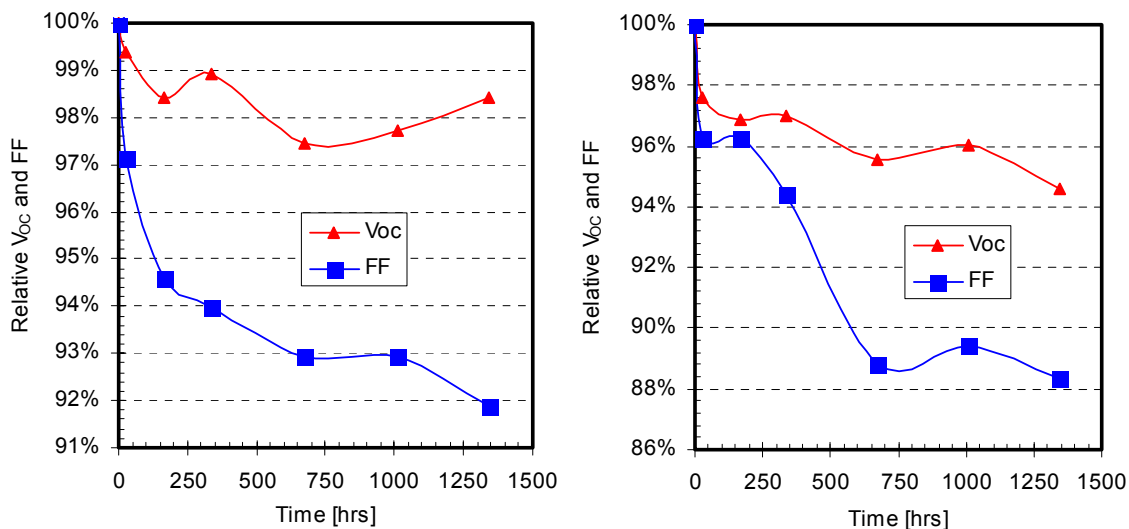 100%
99%
98%
97%
96%
95%
94%
93%
92%
91%
Relative VOC and FF
Voc
FF
0 250 500 750 1000 1250 1500
Time [hrs]
100%
98%
96%
94%
92%
90%
88%
86%
Relative VOC and FF
Voc
FF
0 250 500 750 1000 1250 1500
Time [hrs]